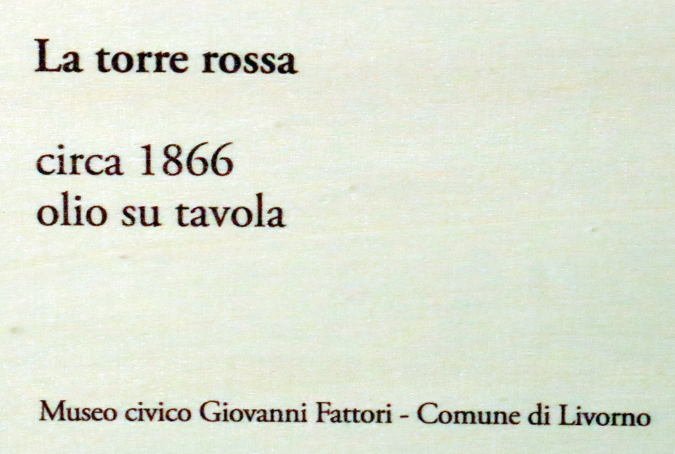 La torre rossa
circa 1866
olio su tavola
Museo civico Giovanni Fattori - Comune di Livorno